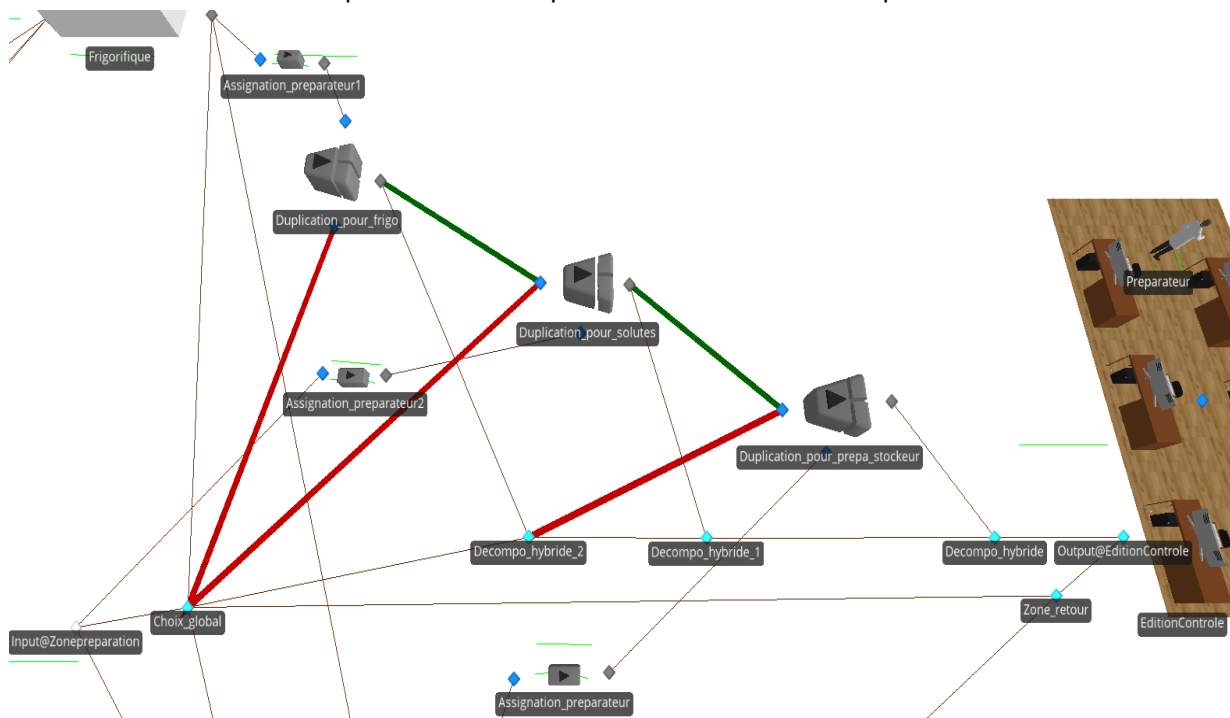 Frigorifique
Assignation_preparateur1
Duplication_pour_frigo
Preparateur
Duplication_pour_solutes
Assignation_preparateur2
Duplication_pour_prepa_stockeur
Decompo_hybride_2
Decompo_hybride_1
Decompo_hybride
Output@EditionControle
Zone_retour
Choix_global
EditionControle
Input@Zonepreparation
Assignation_preparateur